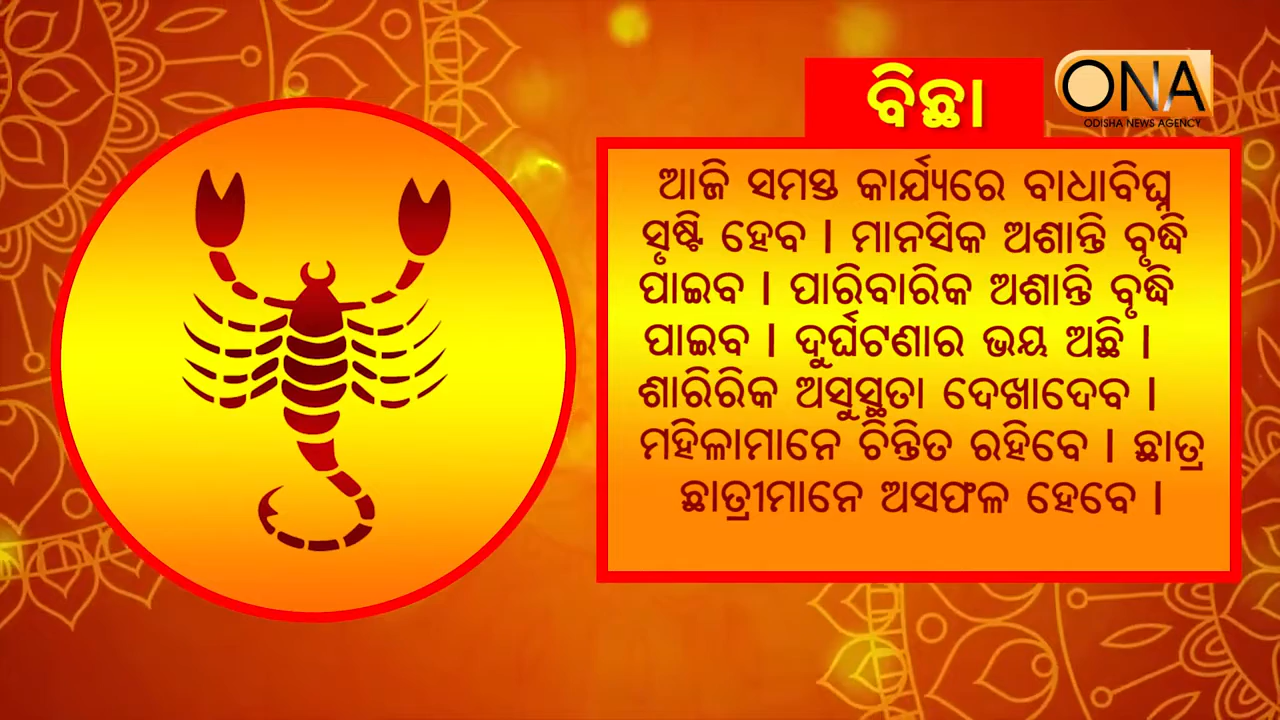 ବିଛା
ONA
ODISHA NEWS AGENCY
ଆଜି ସମସ୍ତ କାର୍ଯ୍ୟରେ ବାଧାବିଘ୍ନ
ସୃଷ୍ଟି ହେବ । ମାନସିକ ଅଶାନ୍ତି ବୃଦ୍ଧି
ପାଇବ । ପାରିବାରିକ ଅଶାନ୍ତି ବୃଦ୍ଧି
ପାଇବ । ଦୁର୍ଘଟଣାର ଭୟ ଅଛି ।
ଶାରିରିକ ଅସୁସ୍ଥତା ଦେଖାଦେବ ।
ମହିଳାମାନେ ଚିନ୍ତିତ ରହିବେ । ଛାତ୍ର
ଛାତ୍ରୀମାନେ ଅସଫଳ ହେବେ ।